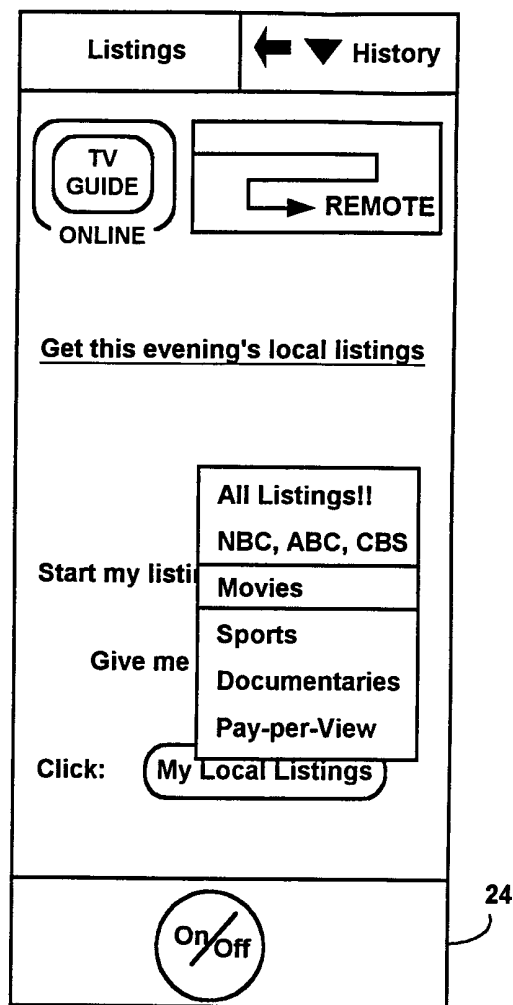 Listings
History
TV
GUIDE
ONLINE
REMOTE
Get this evening's local listings
All Listings!!
NBC, ABC, CBS
Start my
Movies
Sports
Give me
Documentaries
Pay-per-View
Click:
My Local Listings
On/Off
24